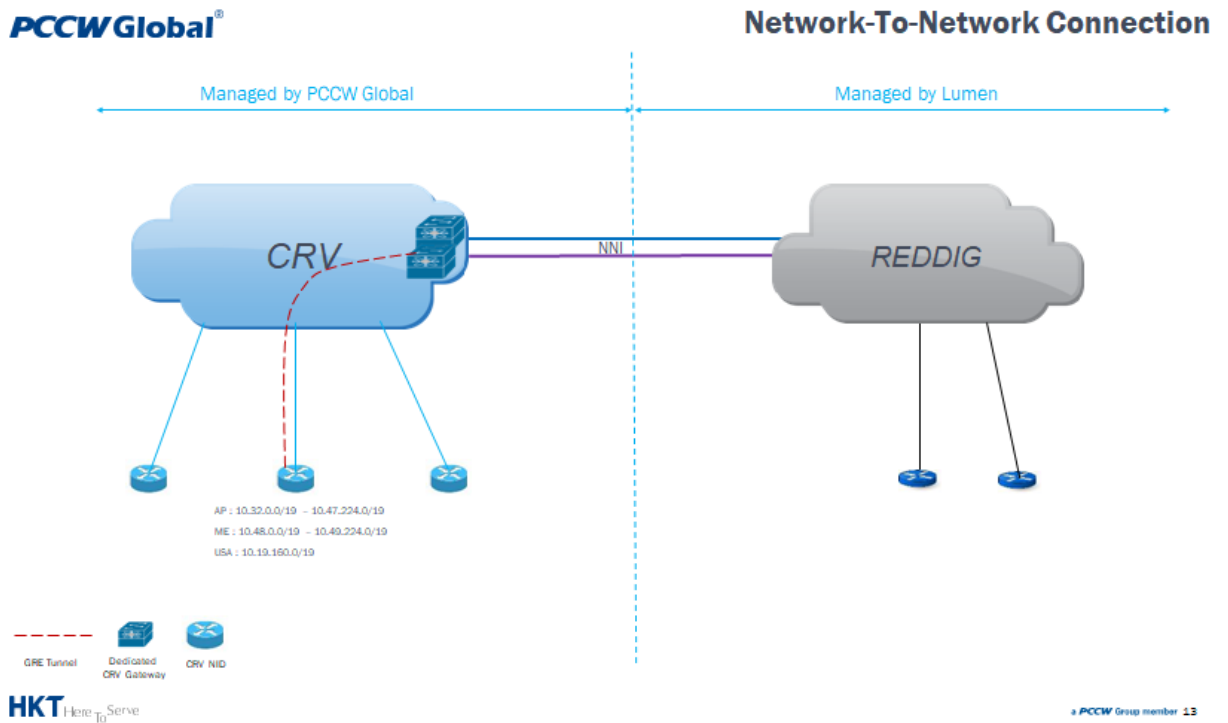 PCCW Global®
Network-To-Network Connection
Managed by PCCW Global
Managed by Lumen
CRV
NNI
REDDIG
AP : 10.32.0.0/19 – 10.47.224.0/19
ME : 10.48.0.0/19 – 10.49.224.0/19
USA : 10.19.160.0/19
GRE Tunnel
Dedicated
CRV Gateway
CRV NID
HKT Here To Serve
a PCCW Group member 13